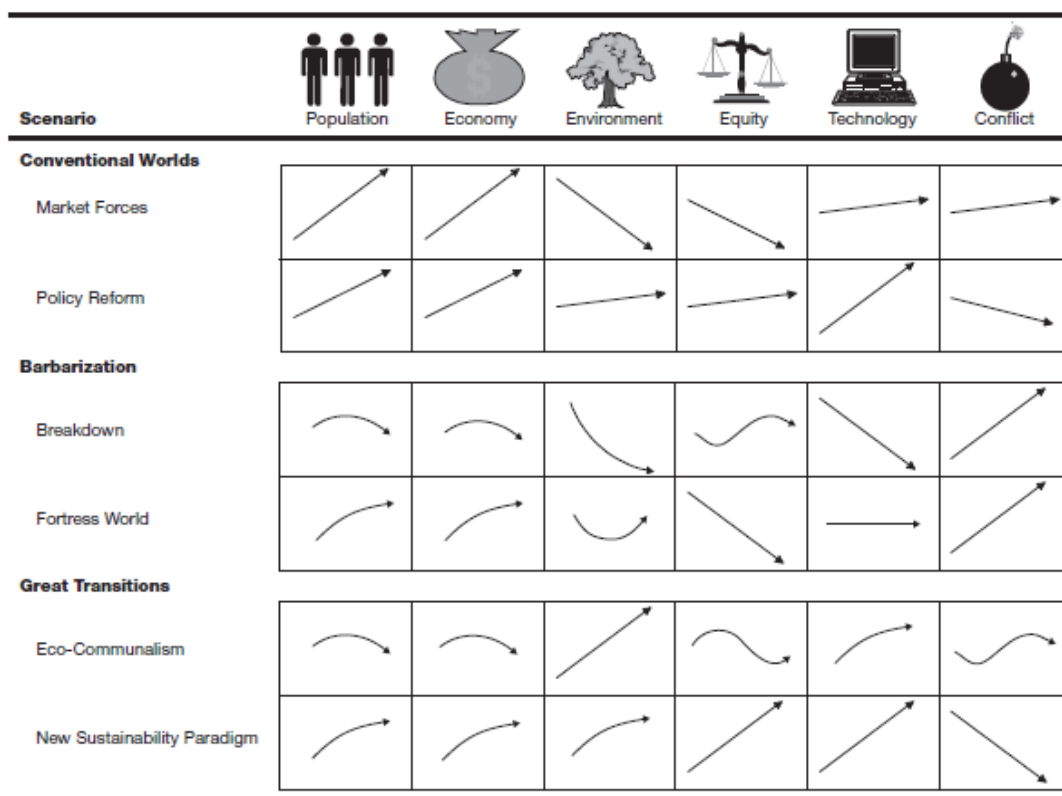 Scenario Population Economy Environment Equity Technology Conflict
Conventional Worlds
Market Forces
Policy Reform
Barbarization
Breakdown
Fortress World
Great Transitions
Eco-Communalism
New Sustainability Paradigm